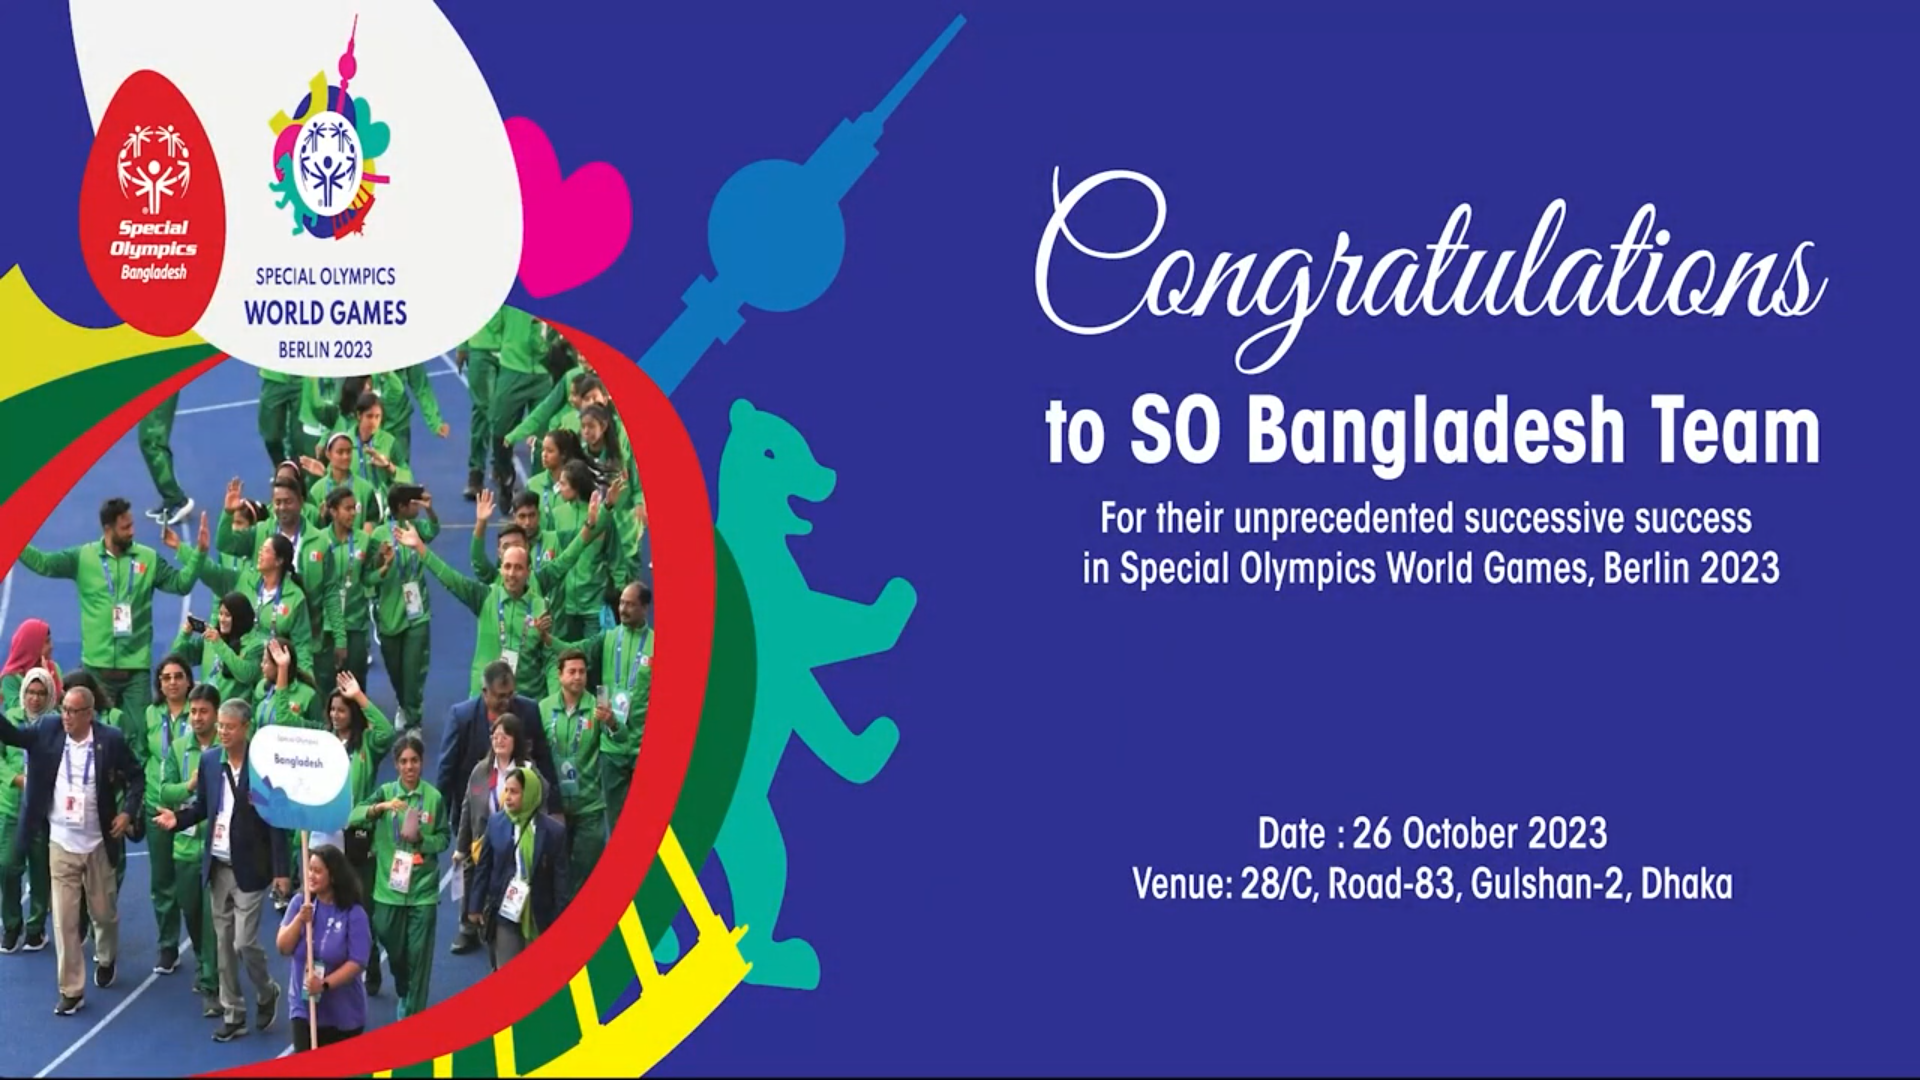 Special
Olympics
Bangladesh
SPECIAL OLYMPICS
WORLD GAMES
BERLIN 2023
Congratulations
to SO Bangladesh Team
For their unprecedented successive success
in Special Olympics World Games, Berlin 2023
Special Olympics
Bangladesh
Date : 26 October 2023
Venue: 28/C, Road-83, Gulshan-2, Dhaka